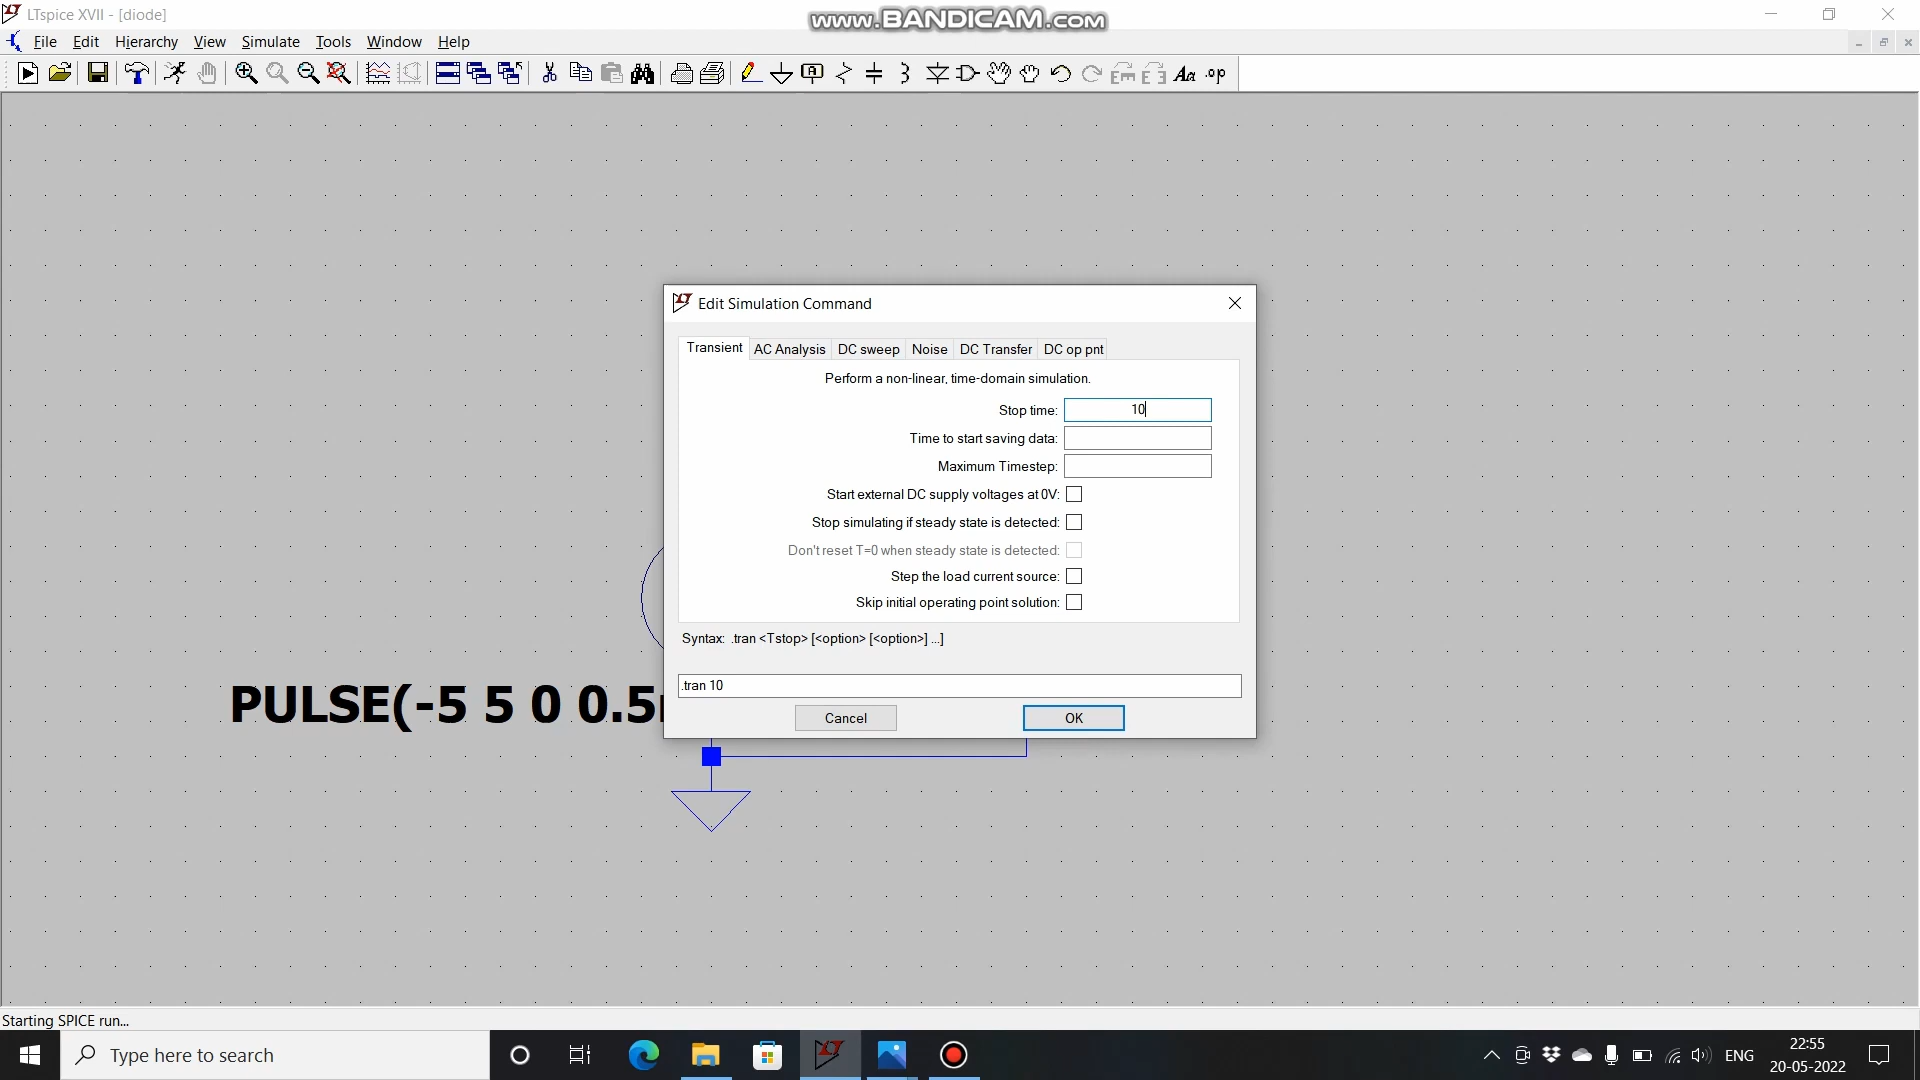 LTspice XVII - [diode]
www.BANDICAM.com
File Edit Hierarchy View Simulate Tools Window Help
Aa .op
Edit Simulation Command
Transient AC Analysis DC sweep Noise DC Transfer DC op pnt
Perform a non-linear, time-domain simulation.
Stop time: 10
Time to start saving data:
Maximum Timestep:
Start external DC supply voltages at 0V:
Stop simulating if steady state is detected:
Don't reset T=0 when steady state is detected:
Step the load current source:
Skip initial operating point solution:
Syntax: .tran <Tstop> [<option> [<option>] ...]
.tran 10
Cancel OK
PULSE(-5 5 0 0.5
Starting SPICE run...
Type here to search
ENG
22:55
20-05-2022